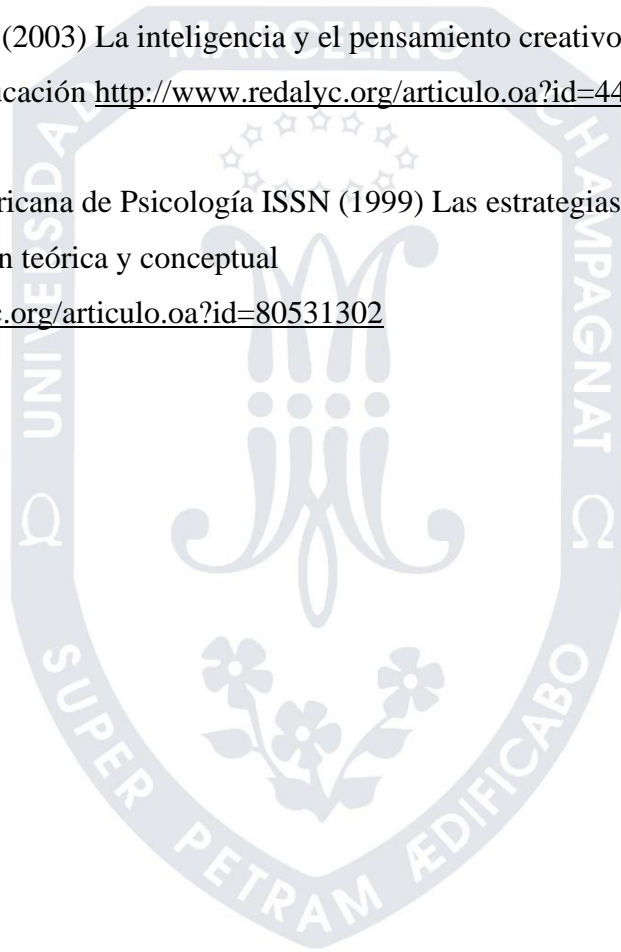 (2003) La inteligencia y el pensamiento creativo
ucación http://www.redalyc.org/articulo.oa?id=44
ricana de Psicología ISSN (1999) Las estrategias
n teórica y conceptual
c.org/articulo.oa?id=80531302
UNIVERSIDAD MARCELINO CHAMPAGNAT
Ω Ω
SUPER PETRAM ÆDIFICABO